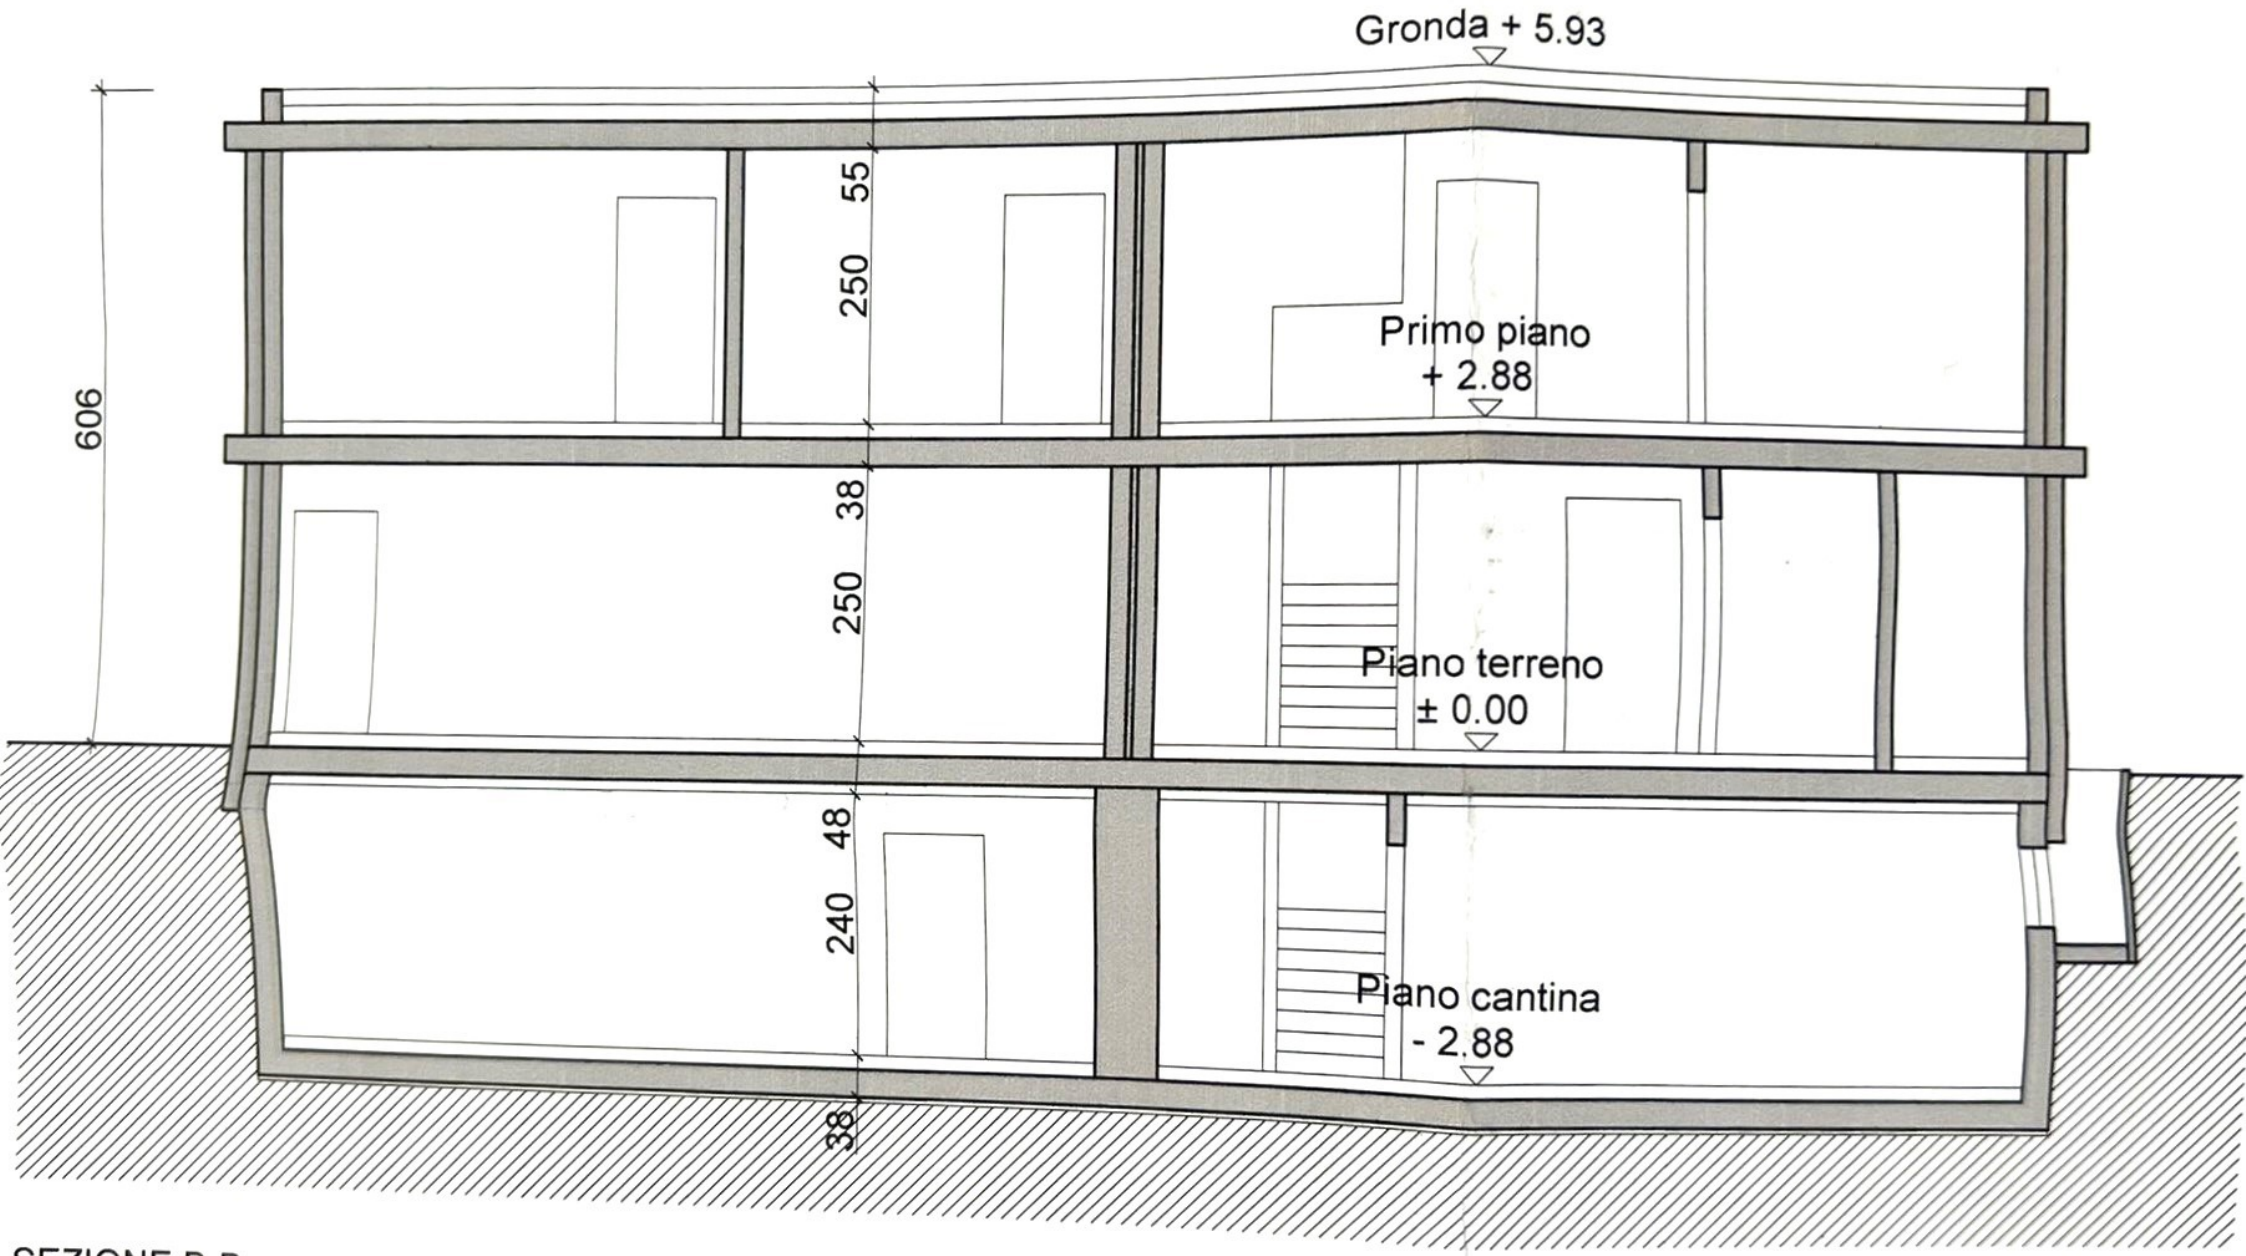 Gronda + 5.93
55
250
Primo piano
+ 2.88
606
38
250
Piano terreno
± 0.00
48
240
Piano cantina
- 2.88
38